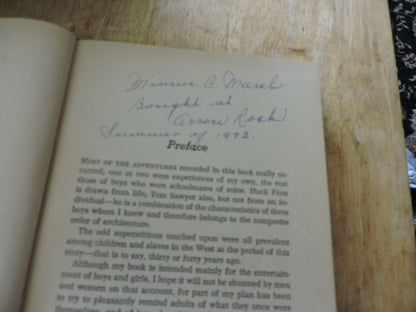 Minnie C. Marsh
Bought at
Arrow Rock.
Summer of 1972.
Preface
MOST OF THE ADVENTURES recorded in this book really oc-
curred; one or two were experiences of my own, the rest
those of boys who were schoolmates of mine. Huck Finn
is drawn from life; Tom Sawyer also, but not from an in-
dividual—he is a combination of the characteristics of three
boys whom I knew and therefore belongs to the composite
order of architecture.
The odd superstitions touched upon were all prevalent
among children and slaves in the West at the period of this
story—that is to say, thirty or forty years ago.
Although my book is intended mainly for the entertain-
ment of boys and girls, I hope it will not be shunned by men
and women on that account, for part of my plan has been
to try to pleasantly remind adults of what they once were
themselves, and of